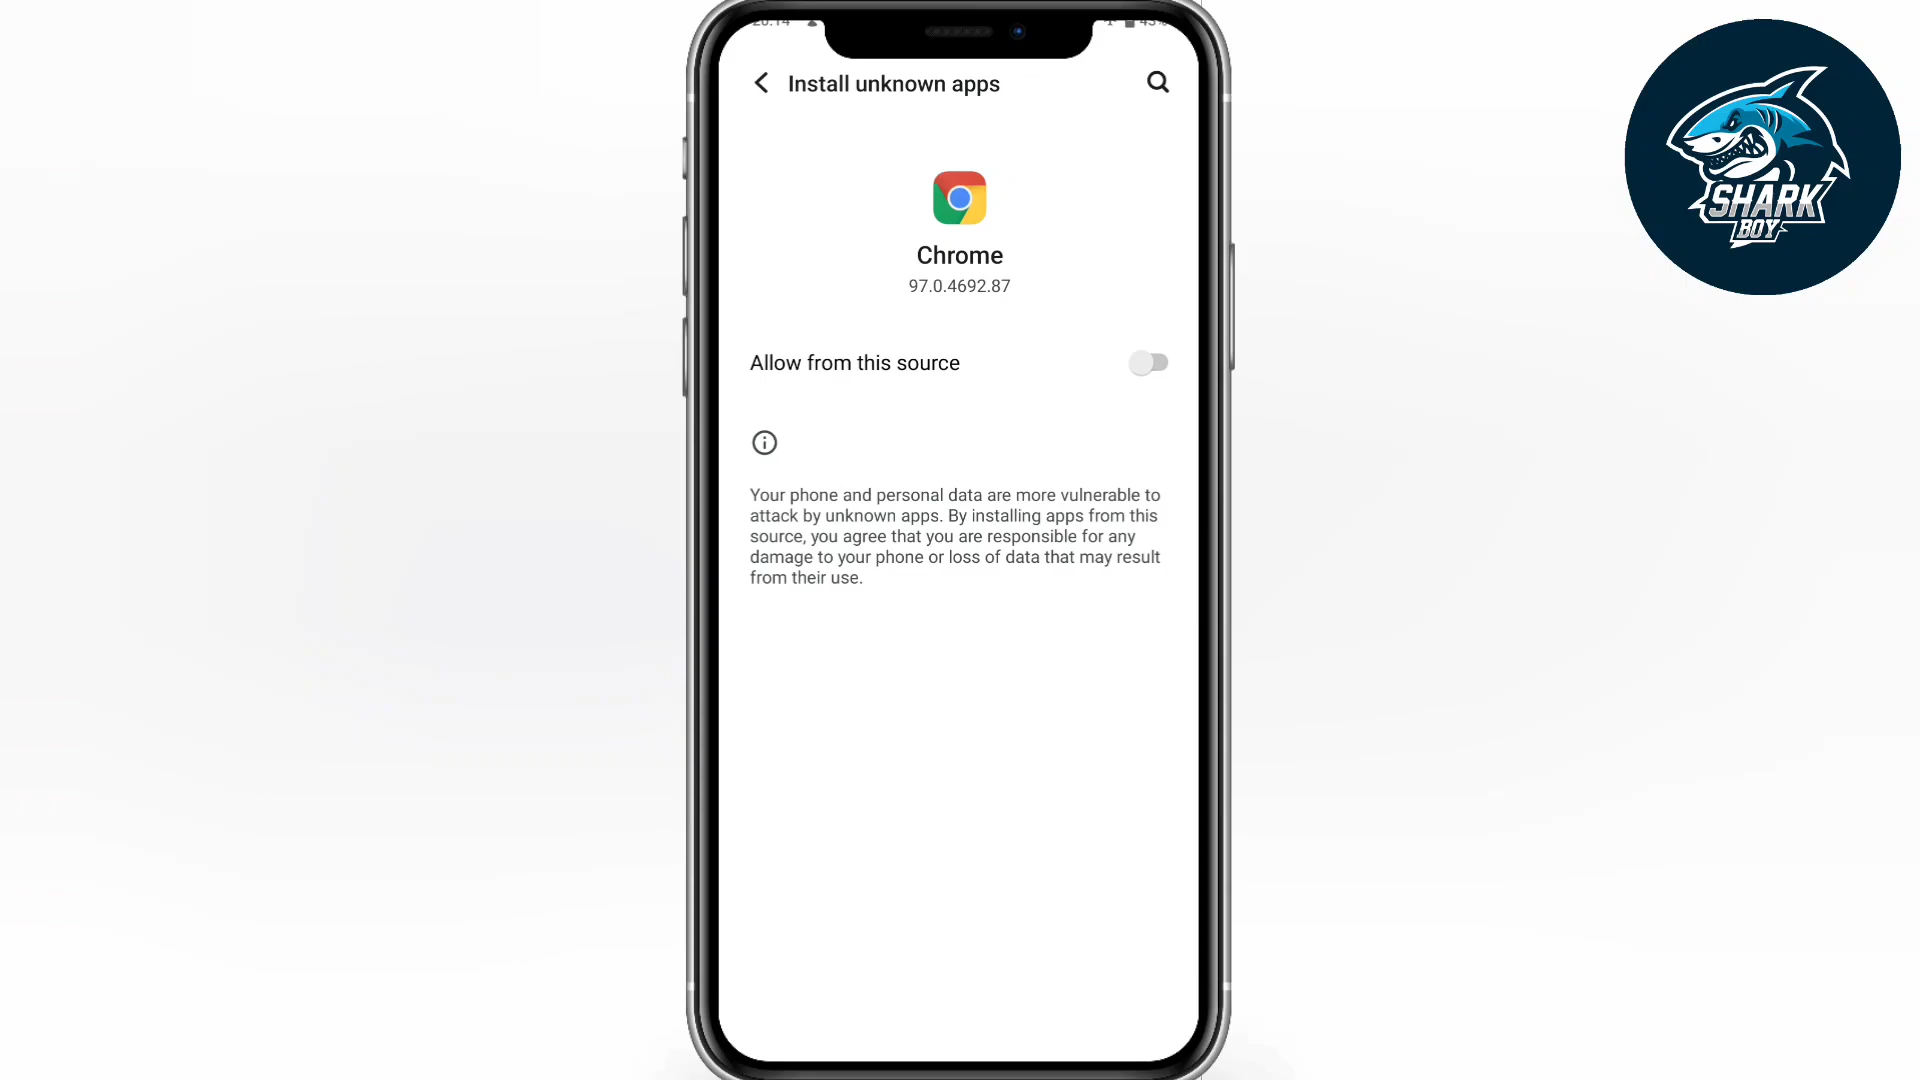 Install unknown apps
Chrome
97.0.4692.87
Allow from this source
Your phone and personal data are more vulnerable to
attack by unknown apps. By installing apps from this
source, you agree that you are responsible for any
damage to your phone or loss of data that may result
from their use.
SHARK
BOY